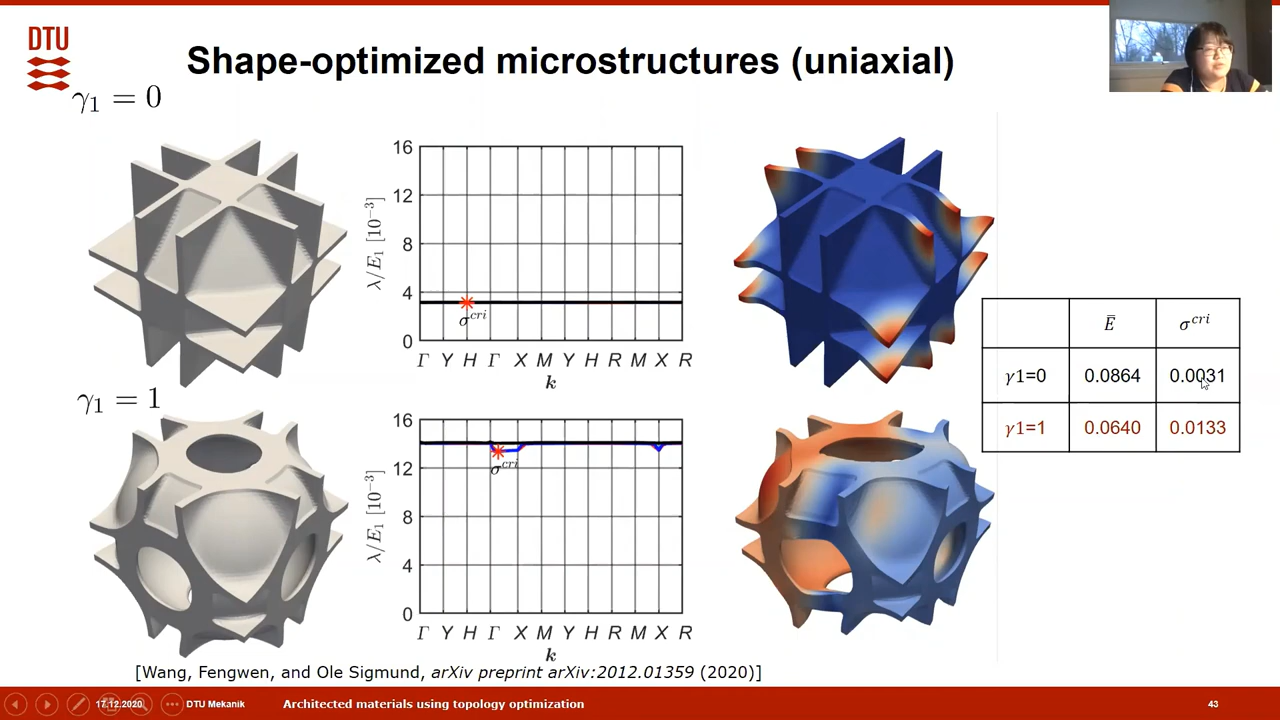 DTU
Shape-optimized microstructures (uniaxial)
γ₁ = 0
16
12
8
4
0
λ/E₁ [10⁻³]
σᶜʳⁱ
Γ Y H Γ X M Y H R M X R
k
γ₁ = 1
16
12
8
4
0
λ/E₁ [10⁻³]
σᶜʳⁱ
Γ Y H Γ X M Y H R M X R
k
Ē σᶜʳⁱ
γ1=0 0.0864 0.0031
γ1=1 0.0640 0.0133
[Wang, Fengwen, and Ole Sigmund, arXiv preprint arXiv:2012.01359 (2020)]
17.12.2020 DTU Mekanik Architected materials using topology optimization 43